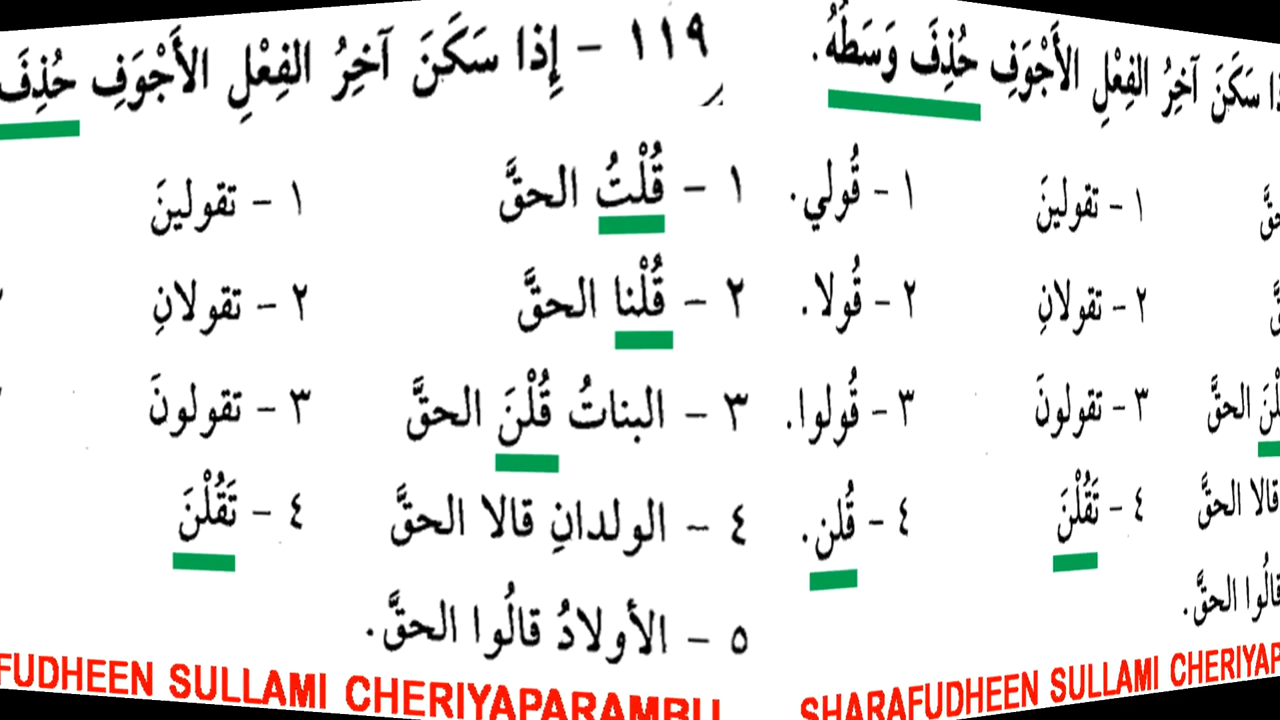 سَكَنَ آخِرُ الفِعْلِ الأَجْوَفِ حُذِفَ وَسَطُهُ.
١ - تقولينَ ١ - قُولي.
٢ - تقولانِ ٢ - قُولا.
الحقَّ ٣ - تقولونَ ٣ - قُولوا.
قالا الحقَّ ٤ - تَقُلْنَ ٤ - قُلن.
قالُوا الحقَّ.
SHARAFUDHEEN SULLAMI CHERIYAP
١١٩ - إِذا سَكَنَ آخِرُ الفِعْلِ الأَجْوَفِ حُذِفَ
١ - قُلْتُ الحقَّ ١ - تقولينَ
٢ - قُلْنا الحقَّ ٢ - تقولانِ
٣ - البناتُ قُلْنَ الحقَّ ٣ - تقولونَ
٤ - الولدانِ قالا الحقَّ ٤ - تَقُلْنَ
٥ - الأولادُ قالُوا الحقَّ.
FUDHEEN SULLAMI CHERIYAPARAMBU